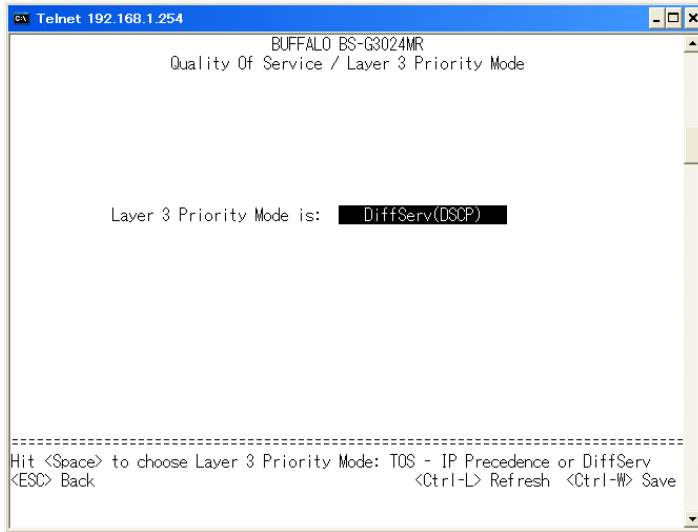 Telnet 192.168.1.254
BUFFALO BS-G3024MR
Quality Of Service / Layer 3 Priority Mode
Layer 3 Priority Mode is: DiffServ(DSCP)
================================================================================
Hit <Space> to choose Layer 3 Priority Mode: TOS - IP Precedence or DiffServ
<ESC> Back <Ctrl-L> Refresh <Ctrl-W> Save